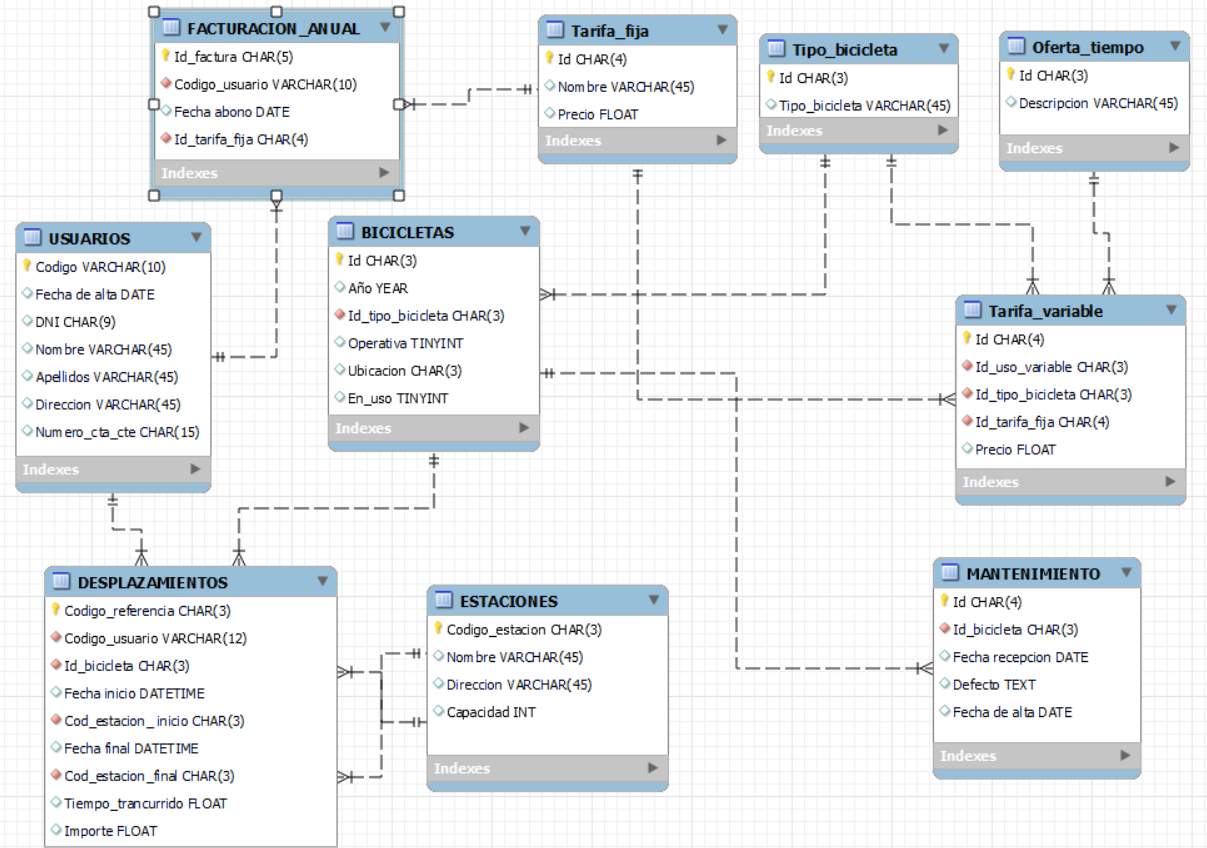 FACTURACION_ANUAL
Id_factura CHAR(5)
Codigo_usuario VARCHAR(10)
Fecha abono DATE
Id_tarifa_fija CHAR(4)
Indexes
Tarifa_fija
Id CHAR(4)
Nombre VARCHAR(45)
Precio FLOAT
Indexes
Tipo_bicicleta
Id CHAR(3)
Tipo_bicicleta VARCHAR(45)
Indexes
Oferta_tiempo
Id CHAR(3)
Descripcion VARCHAR(45)
Indexes
USUARIOS
Codigo VARCHAR(10)
Fecha de alta DATE
DNI CHAR(9)
Nombre VARCHAR(45)
Apellidos VARCHAR(45)
Direccion VARCHAR(45)
Numero_cta_cte CHAR(15)
Indexes
BICICLETAS
Id CHAR(3)
Año YEAR
Id_tipo_bicicleta CHAR(3)
Operativa TINYINT
Ubicacion CHAR(3)
En_uso TINYINT
Indexes
Tarifa_variable
Id CHAR(4)
Id_uso_variable CHAR(3)
Id_tipo_bicicleta CHAR(3)
Id_tarifa_fija CHAR(4)
Precio FLOAT
Indexes
DESPLAZAMIENTOS
Codigo_referencia CHAR(3)
Codigo_usuario VARCHAR(12)
Id_bicicleta CHAR(3)
Fecha inicio DATETIME
Cod_estacion_inicio CHAR(3)
Fecha final DATETIME
Cod_estacion_final CHAR(3)
Tiempo_trancurrido FLOAT
Importe FLOAT
ESTACIONES
Codigo_estacion CHAR(3)
Nombre VARCHAR(45)
Direccion VARCHAR(45)
Capacidad INT
Indexes
MANTENIMIENTO
Id CHAR(4)
Id_bicicleta CHAR(3)
Fecha recepcion DATE
Defecto TEXT
Fecha de alta DATE
Indexes